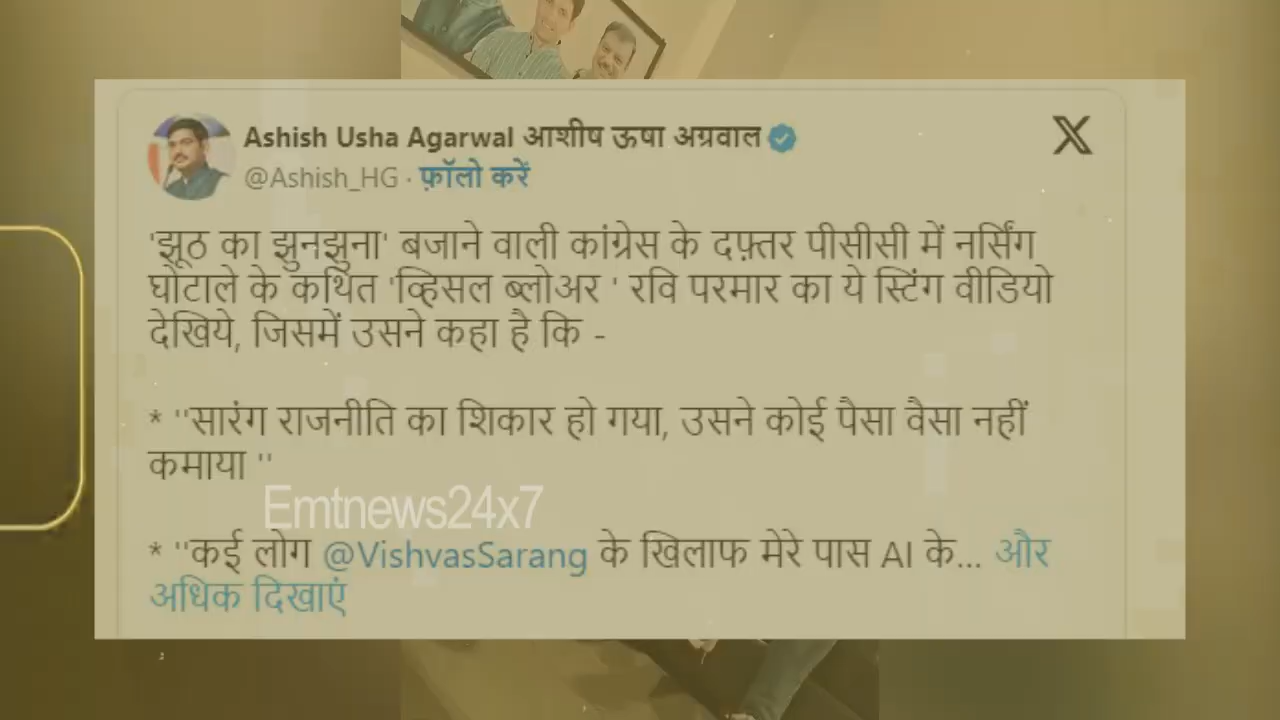 Ashish Usha Agarwal आशीष ऊषा अग्रवाल
@Ashish_HG · फ़ॉलो करें
'झूठ का झुनझुना' बजाने वाली कांग्रेस के दफ़्तर पीसीसी में नर्सिंग
घोटाले के कथित 'व्हिसल ब्लोअर ' रवि परमार का ये स्टिंग वीडियो
देखिये, जिसमें उसने कहा है कि -
* ''सारंग राजनीति का शिकार हो गया, उसने कोई पैसा वैसा नहीं
कमाया ''
Emtnews24x7
* ''कई लोग @VishvasSarang के खिलाफ मेरे पास AI के... और
अधिक दिखाएं